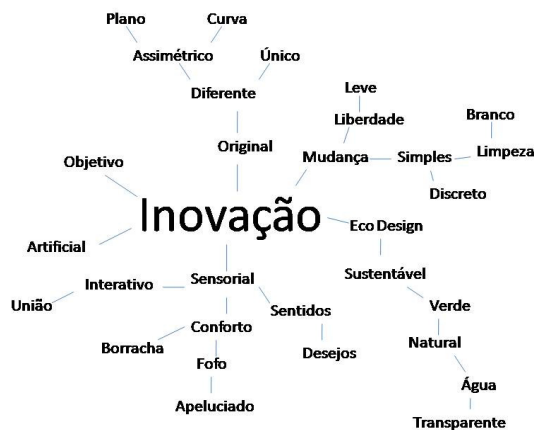 Plano
Curva
Assimétrico
Único
Diferente
Leve
Liberdade
Branco
Original
Mudança
Simples
Limpeza
Objetivo
Discreto
Inovação
Eco Design
Artificial
Sensorial
Sustentável
Interativo
União
Sentidos
Verde
Conforto
Borracha
Natural
Desejos
Fofo
Água
Apeluciado
Transparente